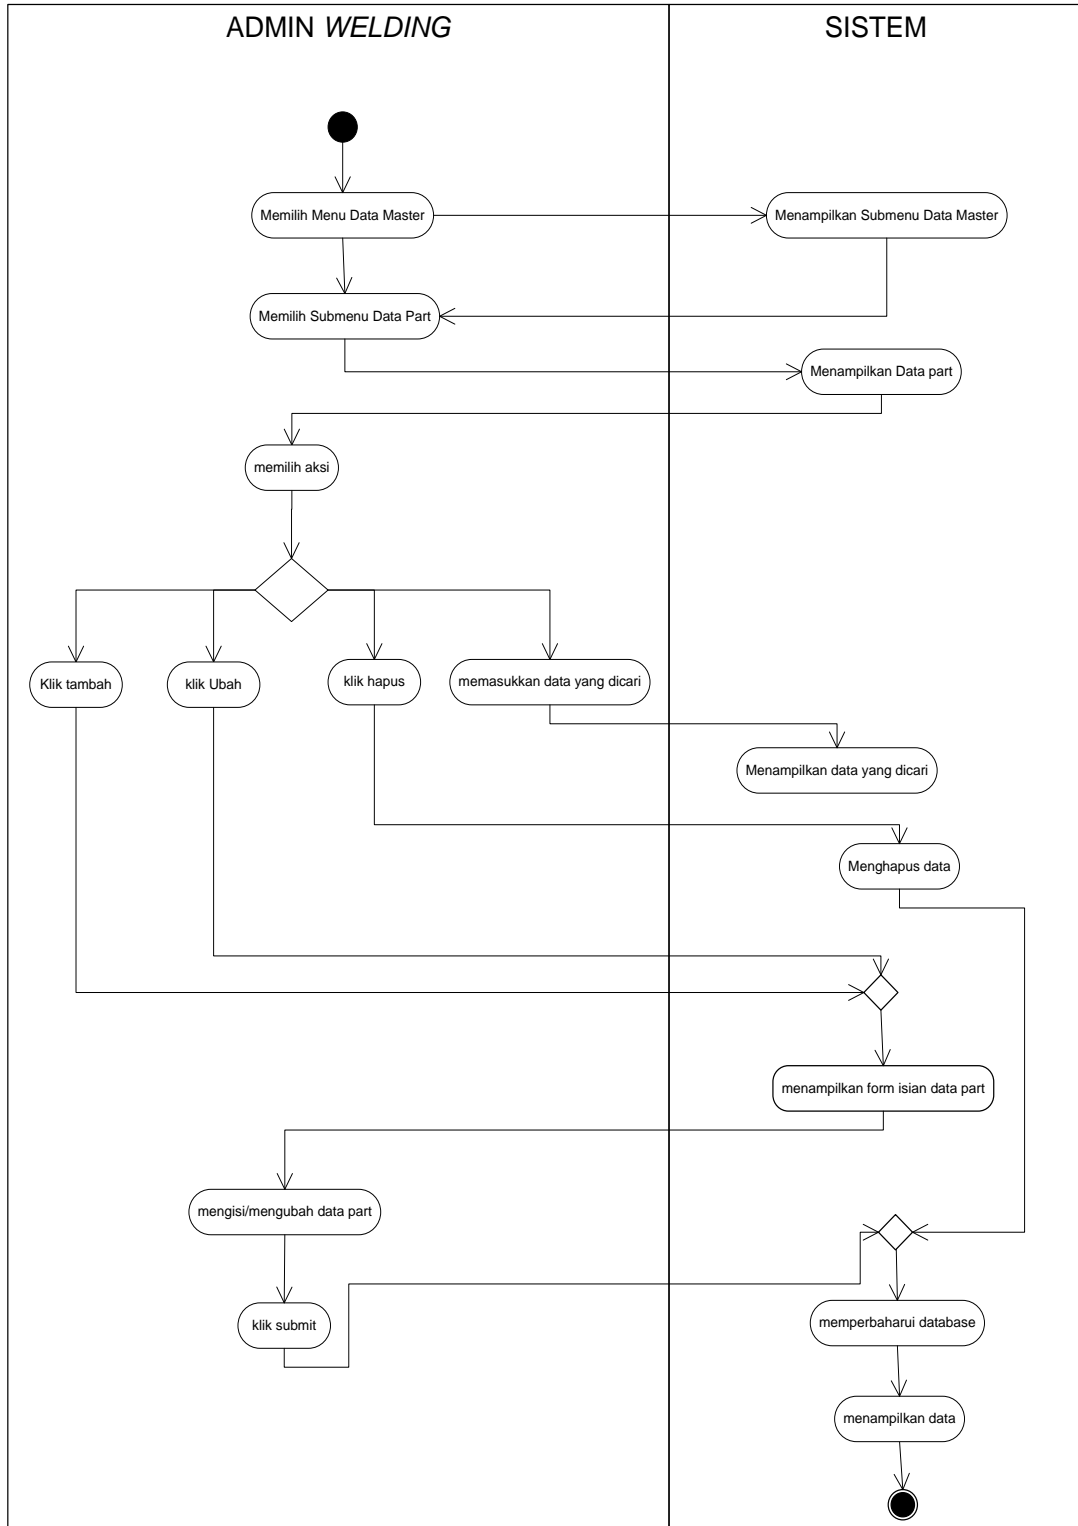 ADMIN WELDING
SISTEM
Memilih Menu Data Master
Menampilkan Submenu Data Master
Memilih Submenu Data Part
Menampilkan Data part
memilih aksi
Klik tambah
klik Ubah
klik hapus
memasukkan data yang dicari
Menampilkan data yang dicari
Menghapus data
menampilkan form isian data part
mengisi/mengubah data part
klik submit
memperbaharui database
menampilkan data